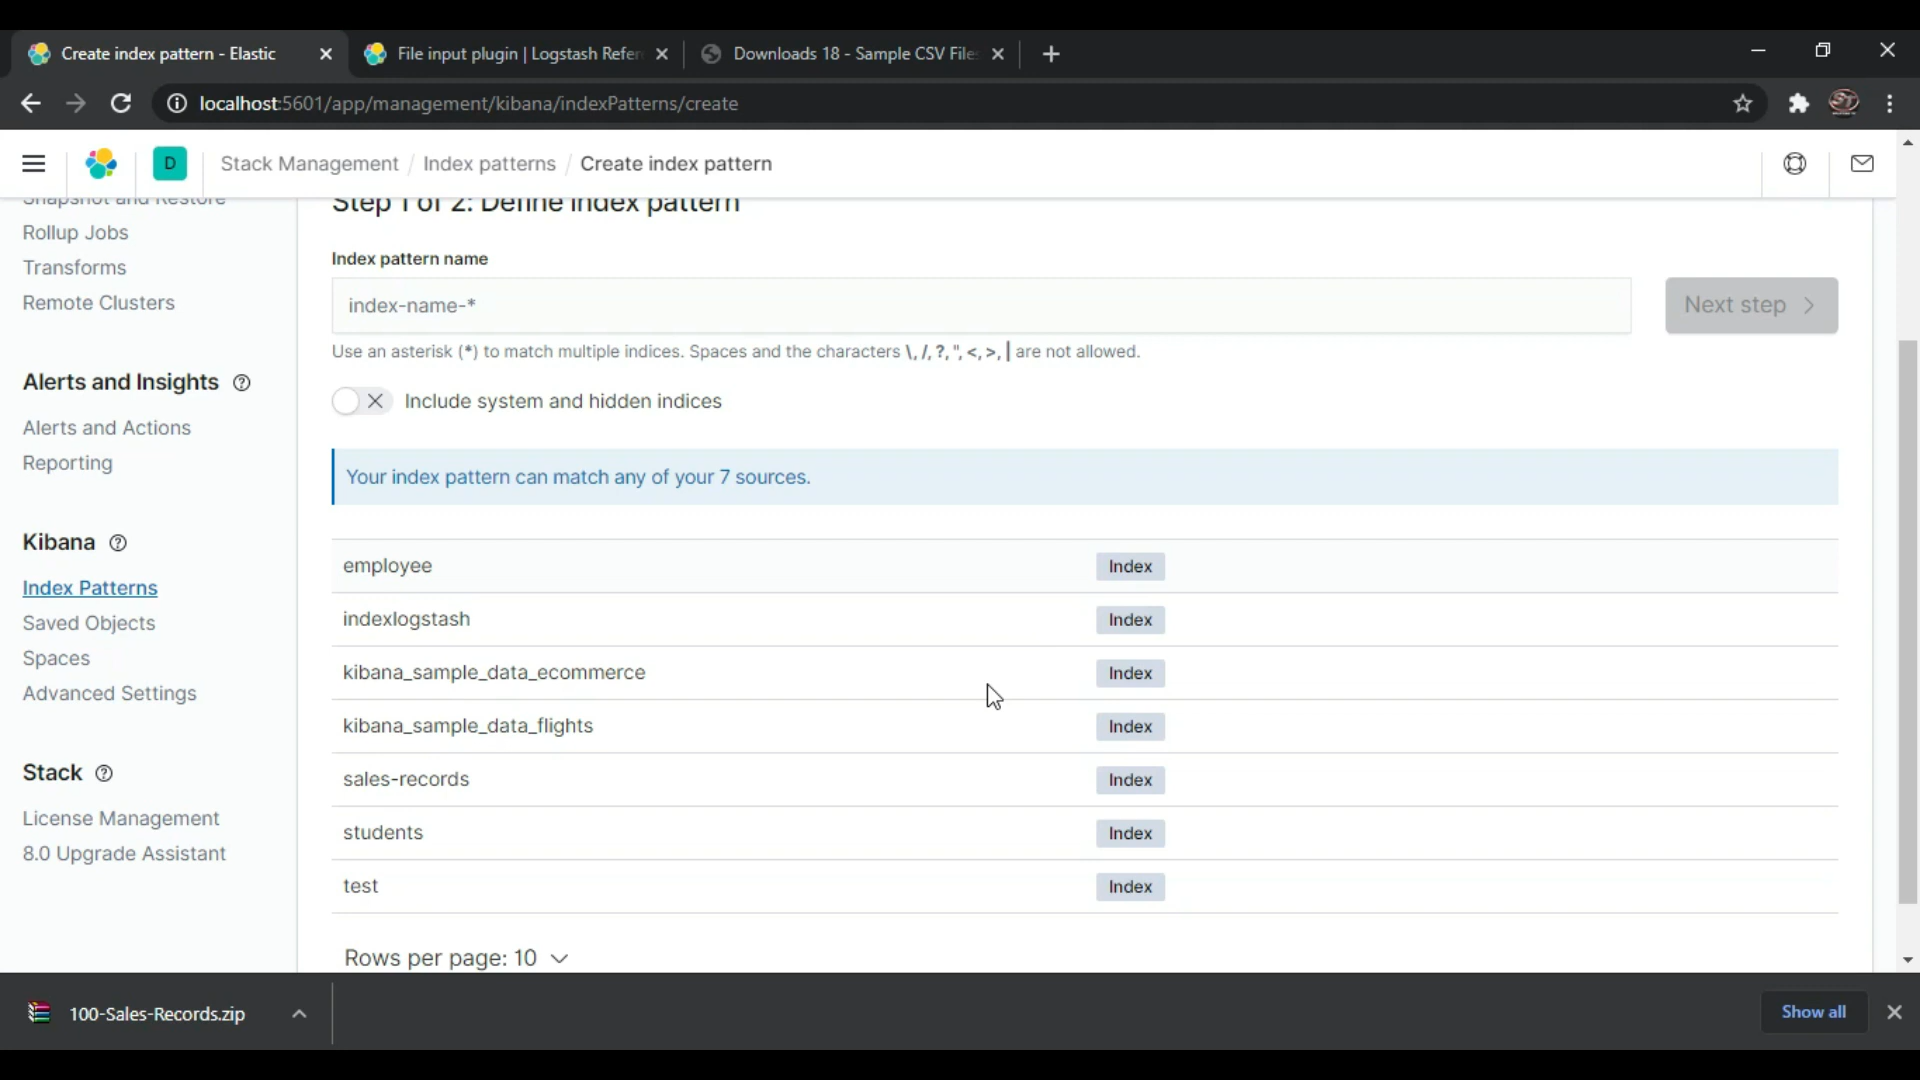 Create index pattern - Elastic
File input plugin | Logstash Refer
Downloads 18 - Sample CSV File
localhost:5601/app/management/kibana/indexPatterns/create
D
Stack Management / Index patterns / Create index pattern
Snapshot and Restore
Rollup Jobs
Transforms
Remote Clusters
Alerts and Insights
Alerts and Actions
Reporting
Kibana
Index Patterns
Saved Objects
Spaces
Advanced Settings
Stack
License Management
8.0 Upgrade Assistant
Step 1 of 2: Define index pattern
Index pattern name
index-name-*
Next step
Use an asterisk (*) to match multiple indices. Spaces and the characters \, /, ?, ", <, >, | are not allowed.
Include system and hidden indices
Your index pattern can match any of your 7 sources.
employee Index
indexlogstash Index
kibana_sample_data_ecommerce Index
kibana_sample_data_flights Index
sales-records Index
students Index
test Index
Rows per page: 10
100-Sales-Records.zip
Show all